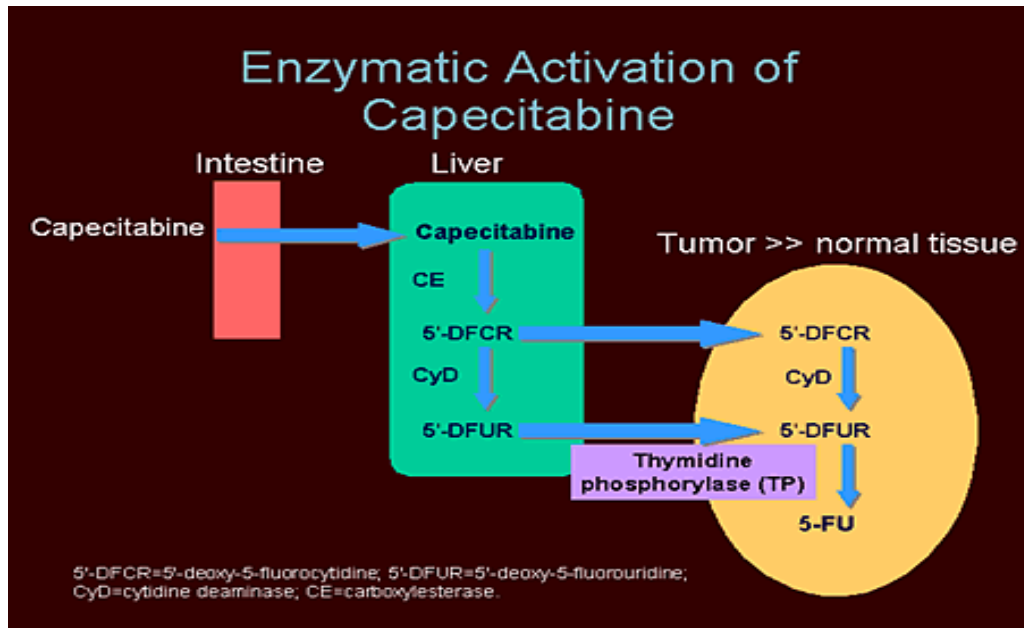 Enzymatic Activation of
Capecitabine
Intestine
Liver
Capecitabine
Capecitabine
Tumor >> normal tissue
CE
5'-DFCR
5'-DFCR
CyD
CyD
5'-DFUR
5'-DFUR
Thymidine
phosphorylase (TP)
5-FU
5'-DFCR=5'-deoxy-5-fluorocytidine; 5'-DFUR=5'-deoxy-5-fluorouridine;
CyD=cytidine deaminase; CE=carboxylesterase.